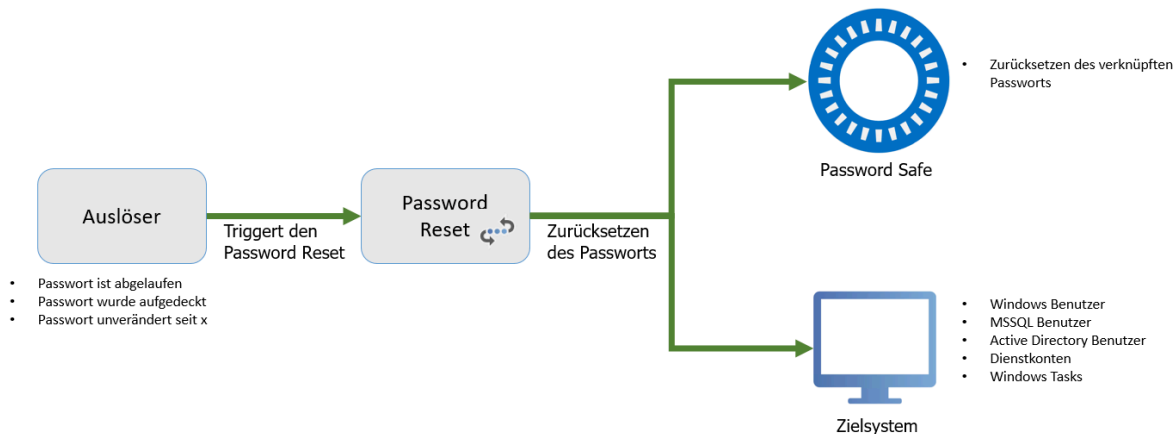 Auslöser
Triggert den
Password Reset
• Passwort ist abgelaufen
• Passwort wurde aufgedeckt
• Passwort unverändert seit x
Password
Reset
Zurücksetzen
des Passworts
Password Safe
• Zurücksetzen des verknüpften
Passworts
Zielsystem
• Windows Benutzer
• MSSQL Benutzer
• Active Directory Benutzer
• Dienstkonten
• Windows Tasks